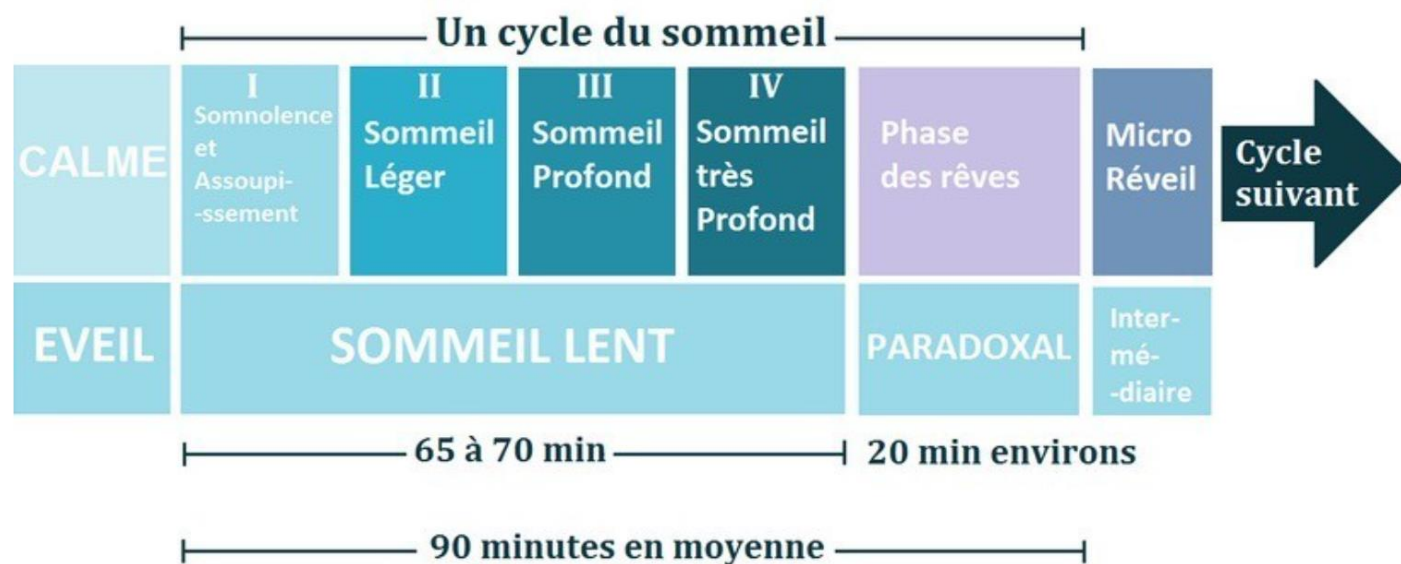 Un cycle du sommeil
CALME
I
Somnolence
et
Assoupi-
-ssement
II
Sommeil
Léger
III
Sommeil
Profond
IV
Sommeil
très
Profond
Phase
des rêves
Micro
Réveil
Cycle
suivant
EVEIL
SOMMEIL LENT
PARADOXAL
Inter-
-mé-
-diaire
65 à 70 min
20 min environs
90 minutes en moyenne